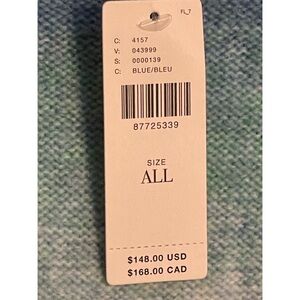 FL_7
C: 4157
V: 043999
S: 0000139
C: BLUE/BLEU
87725339
SIZE
ALL
$148.00 USD
$168.00 CAD